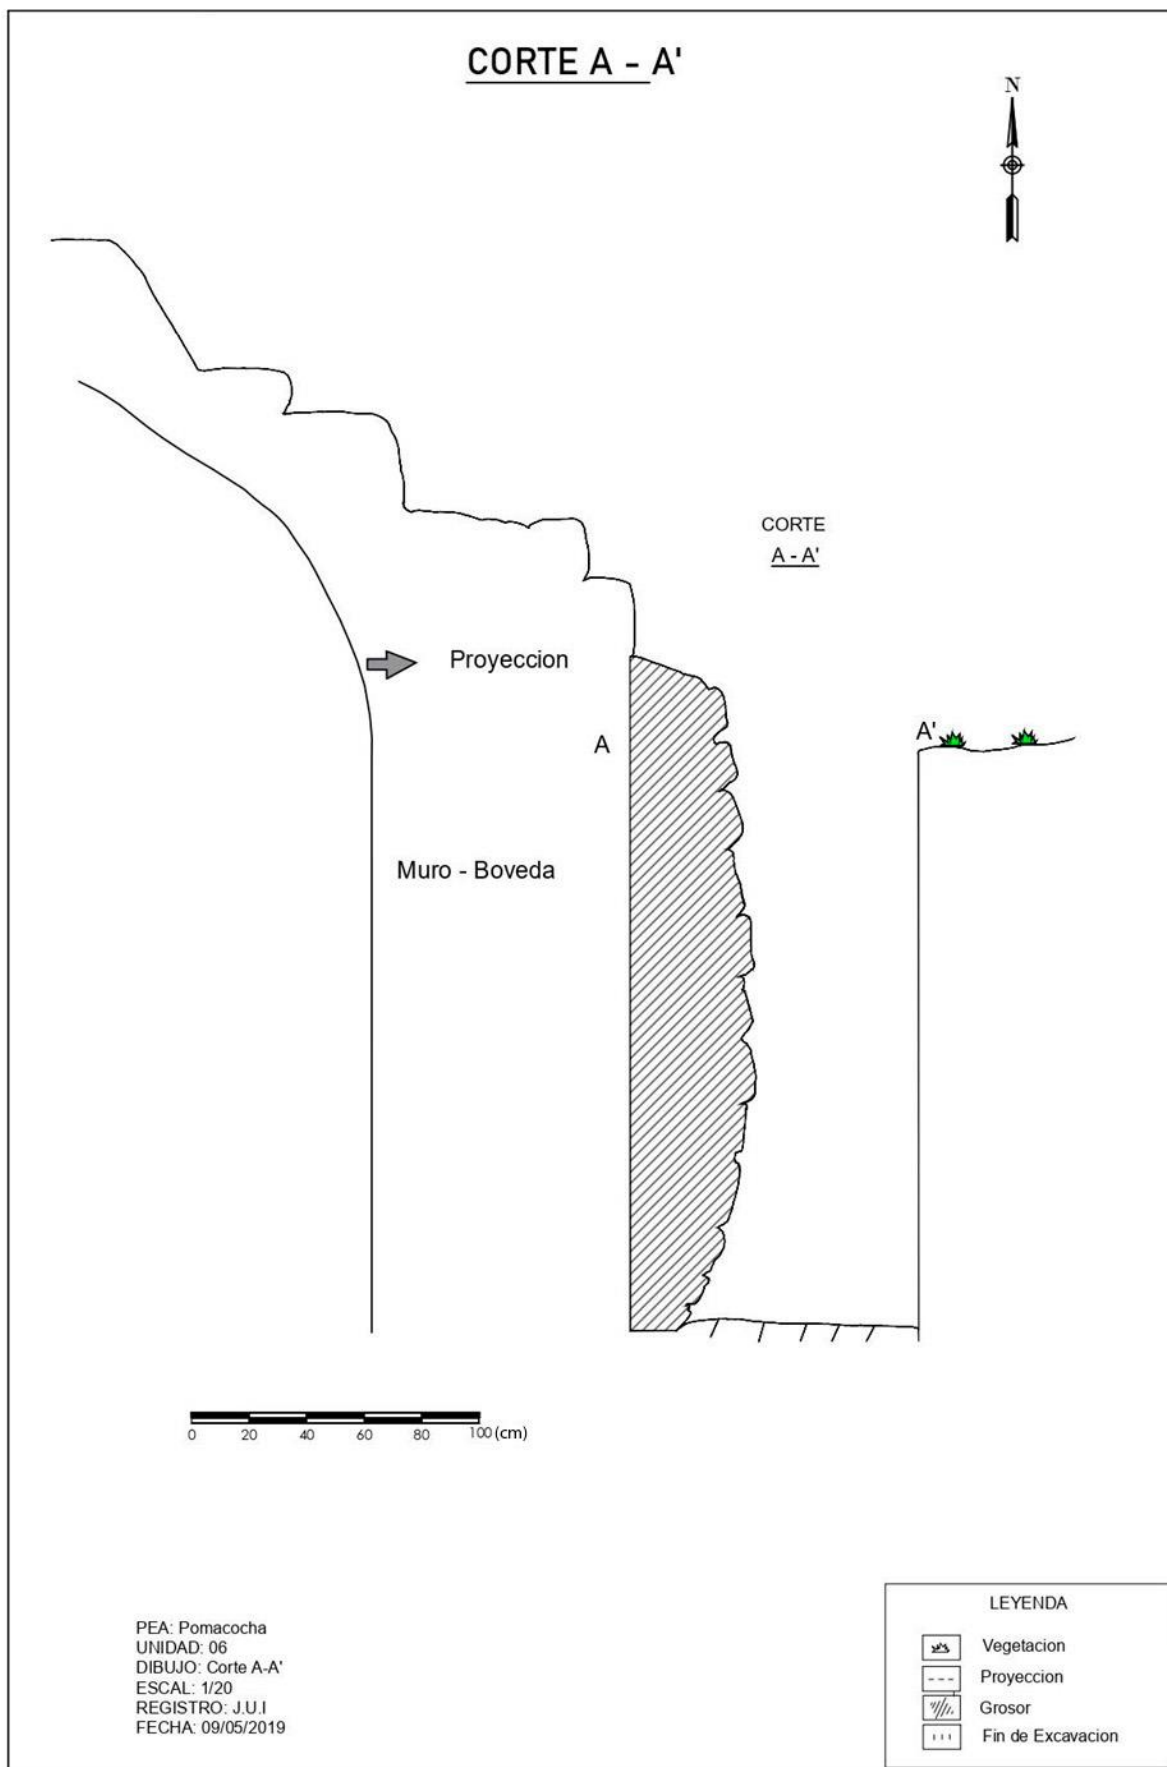 CORTE A - A'
N
CORTE
A - A'
Proyeccion
A
A'
Muro - Boveda
0 20 40 60 80 100 (cm)
PEA: Pomacocha
UNIDAD: 06
DIBUJO: Corte A-A'
ESCAL: 1/20
REGISTRO: J.U.I
FECHA: 09/05/2019
LEYENDA
Vegetacion
Proyeccion
Grosor
Fin de Excavacion